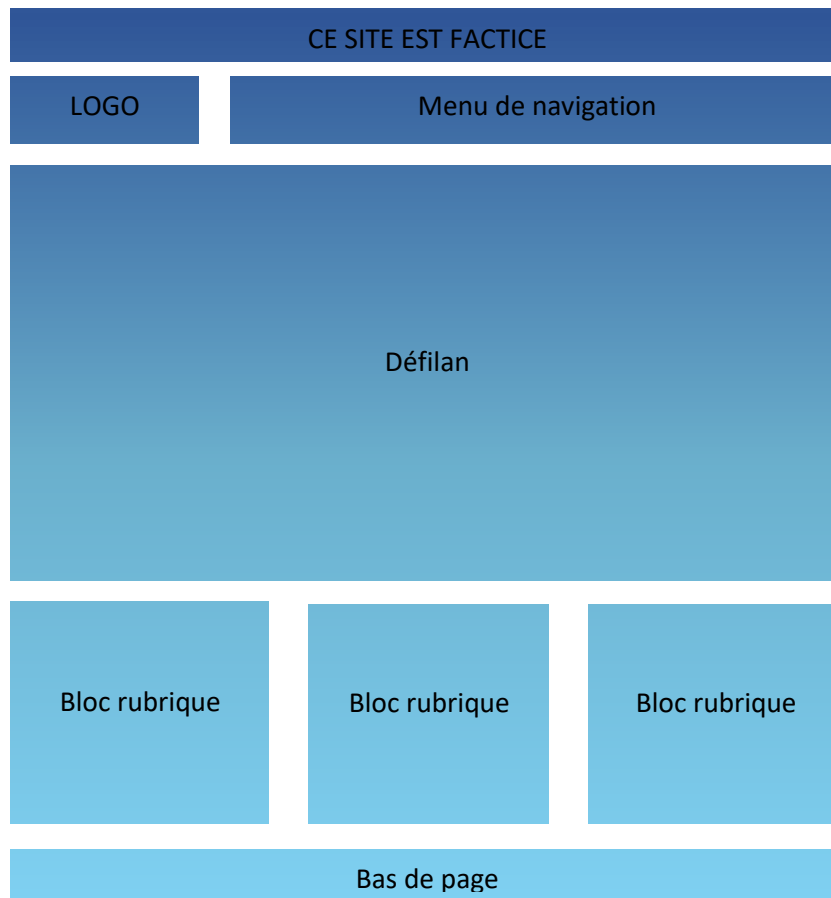 CE SITE EST FACTICE
LOGO
Menu de navigation
Défilan
Bloc rubrique
Bloc rubrique
Bloc rubrique
Bas de page